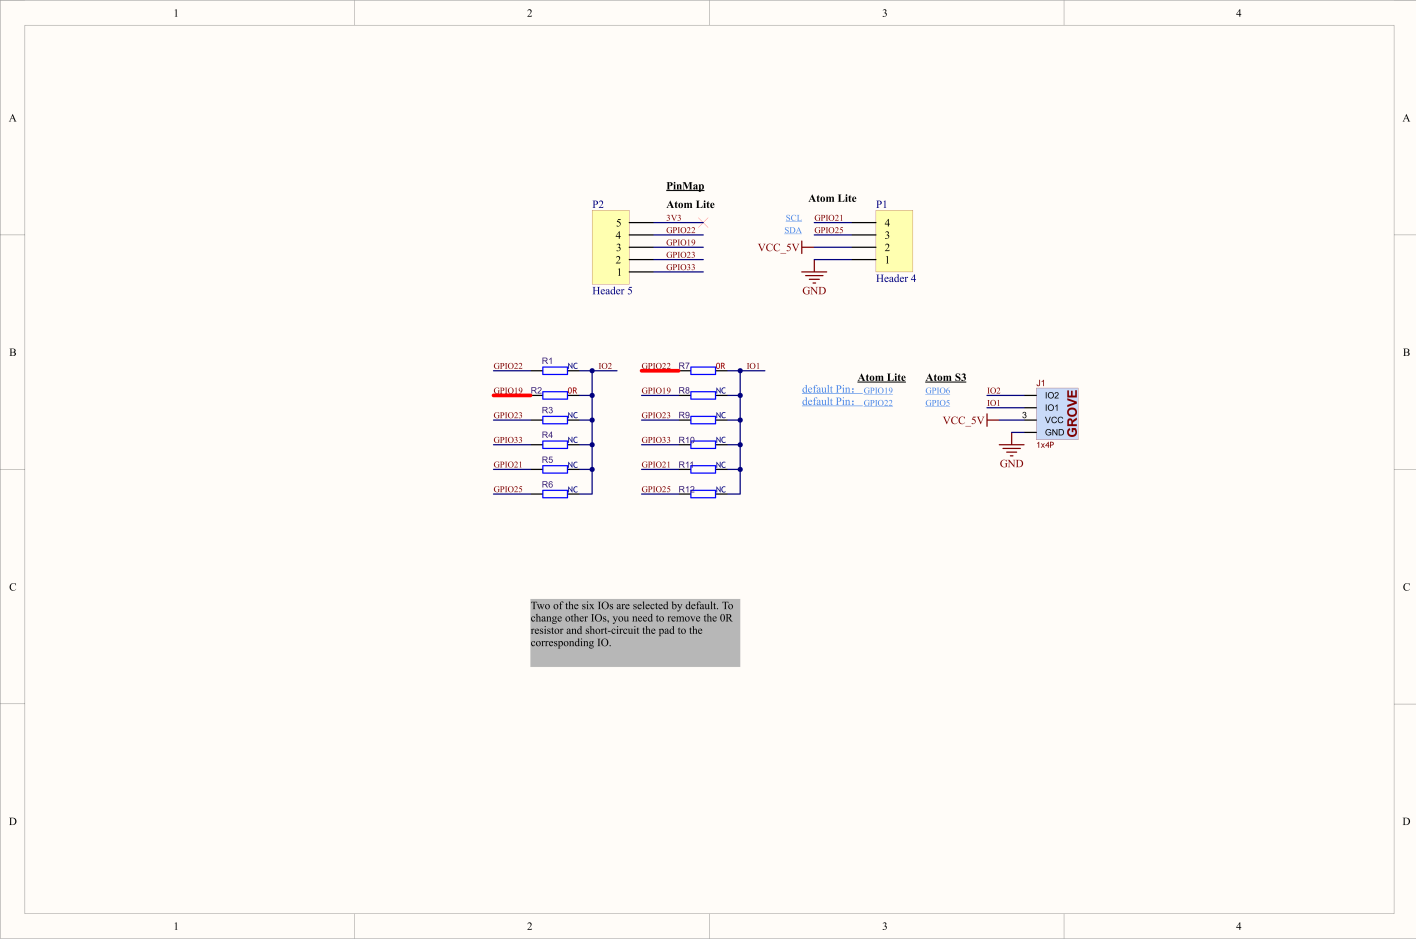 1 2 3 4
A A
PinMap
P2 Atom Lite
5 3V3
4 GPIO22
3 GPIO19
2 GPIO23
1 GPIO33
Header 5
Atom Lite P1
SCL GPIO21 4
SDA GPIO25 3
VCC_5V 2
1
Header 4
GND
B B
GPIO22 R1 NC IO2
GPIO19 R2 0R
GPIO23 R3 NC
GPIO33 R4 NC
GPIO21 R5 NC
GPIO25 R6 NC
GPIO22 R7 0R IO1
GPIO19 R8 NC
GPIO23 R9 NC
GPIO33 R10 NC
GPIO21 R11 NC
GPIO25 R12 NC
Atom Lite Atom S3
default Pin: GPIO19 GPIO6
default Pin: GPIO22 GPIO5
J1
IO2 IO2
IO1 IO1
VCC_5V 3 VCC
GND
GROVE
1x4P
GND
C C
Two of the six IOs are selected by default. To
change other IOs, you need to remove the 0R
resistor and short-circuit the pad to the
corresponding IO.
D D
1 2 3 4